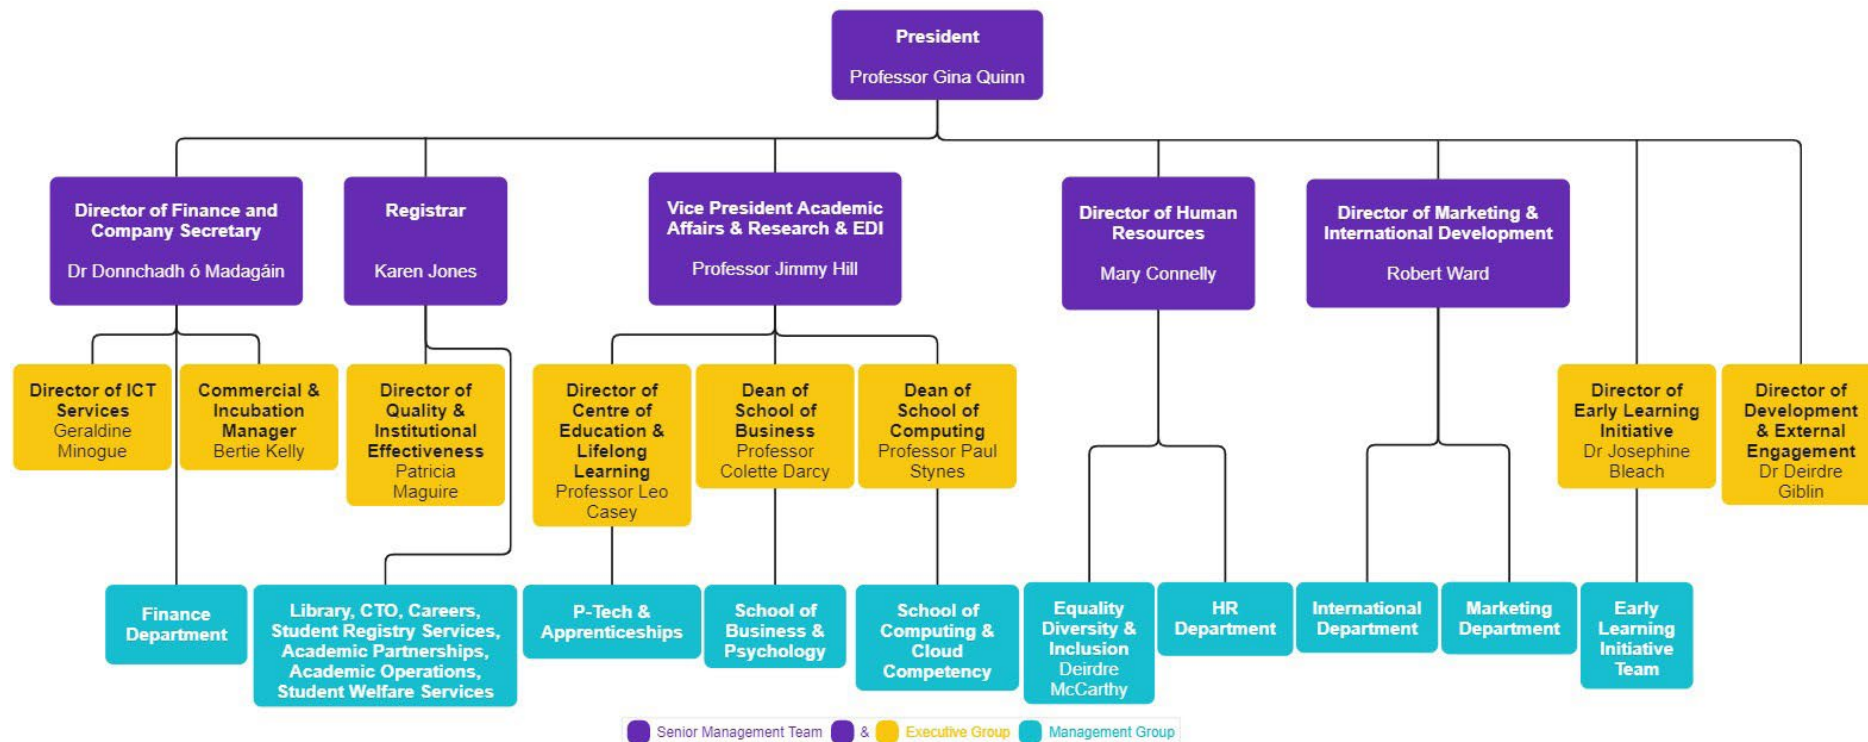 President
Professor Gina Quinn
Director of Finance and
Company Secretary
Dr Donnchadh ó Madagáin
Registrar
Karen Jones
Vice President Academic
Affairs & Research & EDI
Professor Jimmy Hill
Director of Human
Resources
Mary Connelly
Director of Marketing &
International Development
Robert Ward
Director of ICT
Services
Geraldine
Minogue
Commercial &
Incubation
Manager
Bertie Kelly
Director of
Quality &
Institutional
Effectiveness
Patricia
Maguire
Director of
Centre of
Education &
Lifelong
Learning
Professor Leo
Casey
Dean of
School of
Business
Professor
Colette Darcy
Dean of
School of
Computing
Professor Paul
Stynes
Director of
Early Learning
Initiative
Dr Josephine
Bleach
Director of
Development
& External
Engagement
Dr Deirdre
Giblin
Finance
Department
Library, CTO, Careers,
Student Registry Services,
Academic Partnerships,
Academic Operations,
Student Welfare Services
P-Tech &
Apprenticeships
School of
Business &
Psychology
School of
Computing &
Cloud
Competency
Equality
Diversity &
Inclusion
Deirdre
McCarthy
HR
Department
International
Department
Marketing
Department
Early
Learning
Initiative
Team
Senior Management Team & Executive Group Management Group